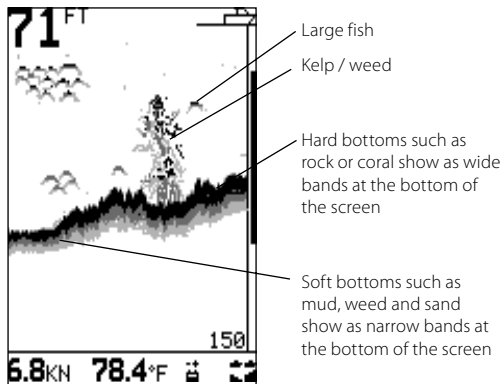 71 FT
Large fish
Kelp / weed
Hard bottoms such as
rock or coral show as wide
bands at the bottom of
the screen
Soft bottoms such as
mud, weed and sand
show as narrow bands at
the bottom of the screen
150
6.8KN 78.4°F